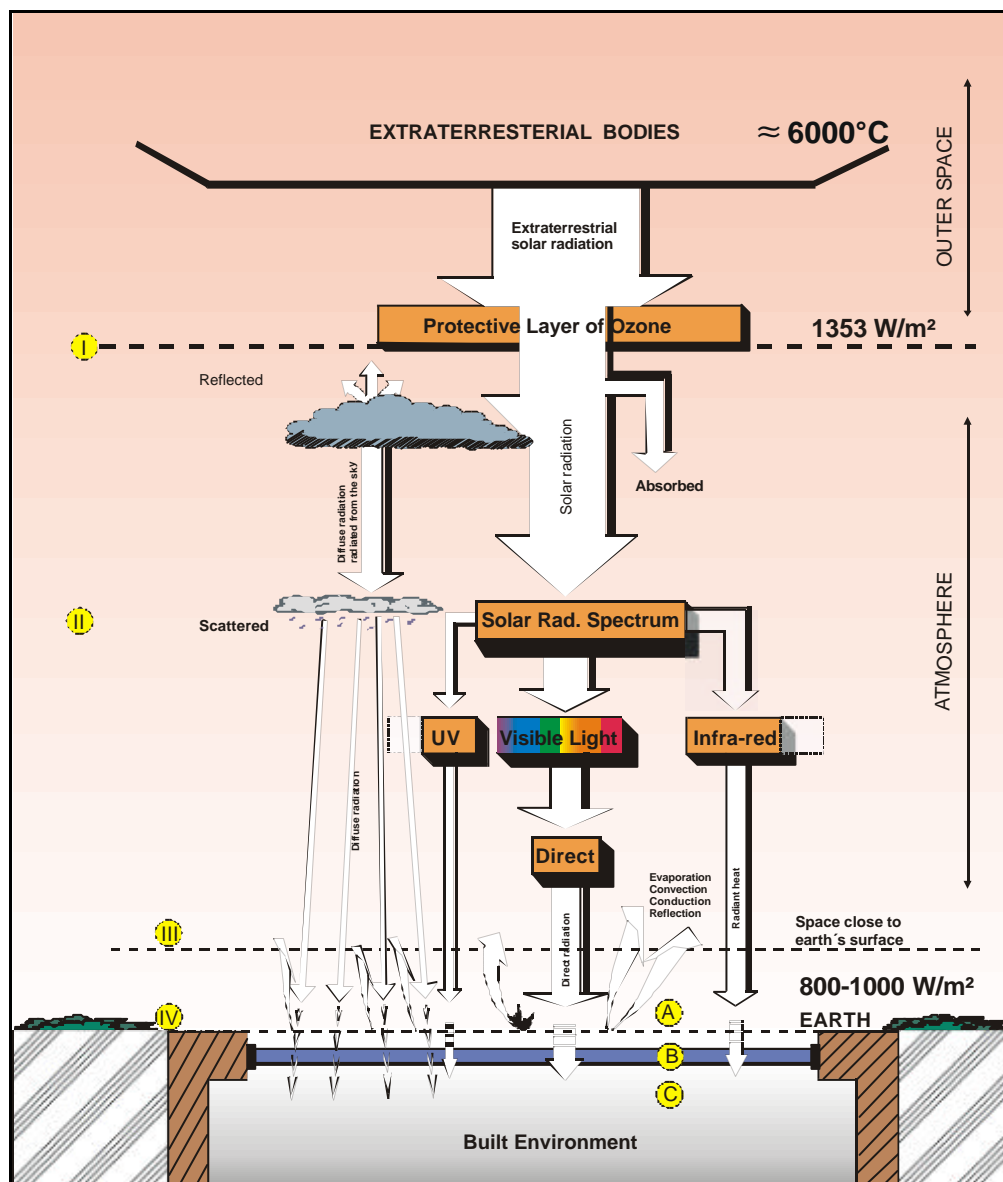 EXTRATERRESTERIAL BODIES
≈ 6000°C
OUTER SPACE
Extraterrestrial
solar radiation
Protective Layer of Ozone
1353 W/m²
I
Reflected
Solar radiation
Absorbed
Diffuse radiation
radiated from the sky
ATMOSPHERE
II
Scattered
Solar Rad. Spectrum
UV
Visible Light
Infra-red
Diffuse radiation
Direct
Evaporation
Convection
Conduction
Reflection
Radiant heat
III
Space close to
earth´s surface
Direct radiation
800-1000 W/m²
IV
A
EARTH
B
C
Built Environment